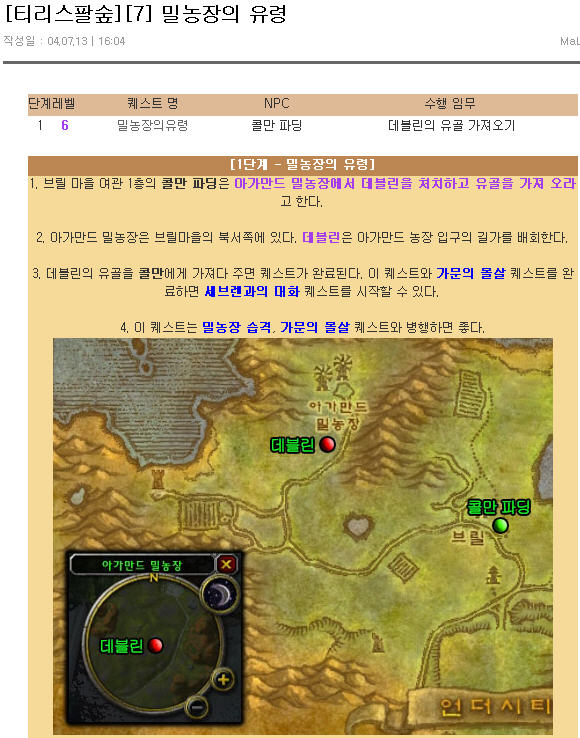 [티리스팔숲][7] 밀농장의 유령
작성일 : 04.07.13 | 16:04 Mai.
단계 레벨 퀘스트 명 NPC 수행 임무
1 6 밀농장의유령 콜만 파딩 데블린의 유골 가져오기
[1단계 - 밀농장의 유령]
1. 브릴 마을 여관 1층의 콜만 파딩은 아가만드 밀농장에서 데블린을 처치하고 유골을 가져 오라
고 한다.
2. 아가만드 밀농장은 브릴마을의 북서쪽에 있다. 데블린은 아가만드 농장 입구의 길가를 배회한다.
3. 데블린의 유골을 콜만에게 가져다 주면 퀘스트가 완료된다. 이 퀘스트와 가문의 몰살 퀘스트를 완
료하면 세브렌과의 대화 퀘스트를 시작할 수 있다.
4. 이 퀘스트는 밀농장 습격, 가문의 몰살 퀘스트와 병행하면 좋다.
아가만드
밀농장
데블린
콜만 파딩
브릴
아가만드 밀농장
N
데블린
언더시티